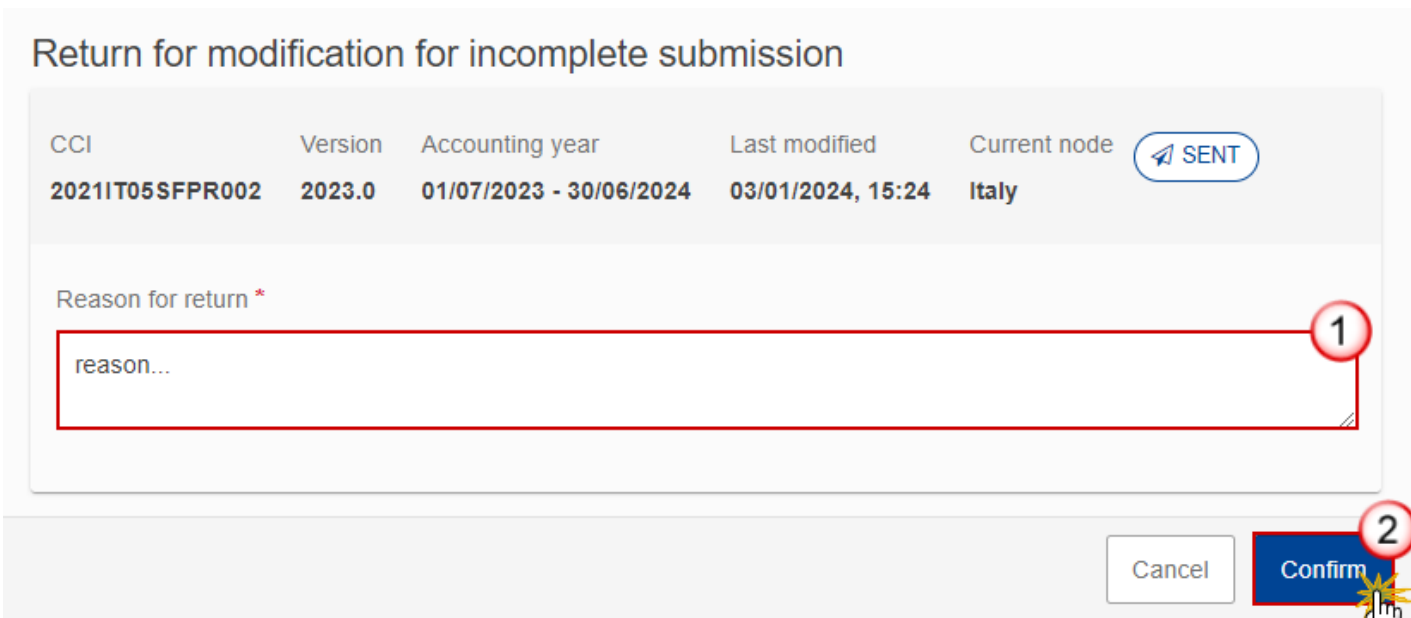 Return for modification for incomplete submission
CCI Version Accounting year Last modified Current node SENT
2021IT05SFPR002 2023.0 01/07/2023 - 30/06/2024 03/01/2024, 15:24 Italy
Reason for return *
1
reason...
2
Cancel Confirm